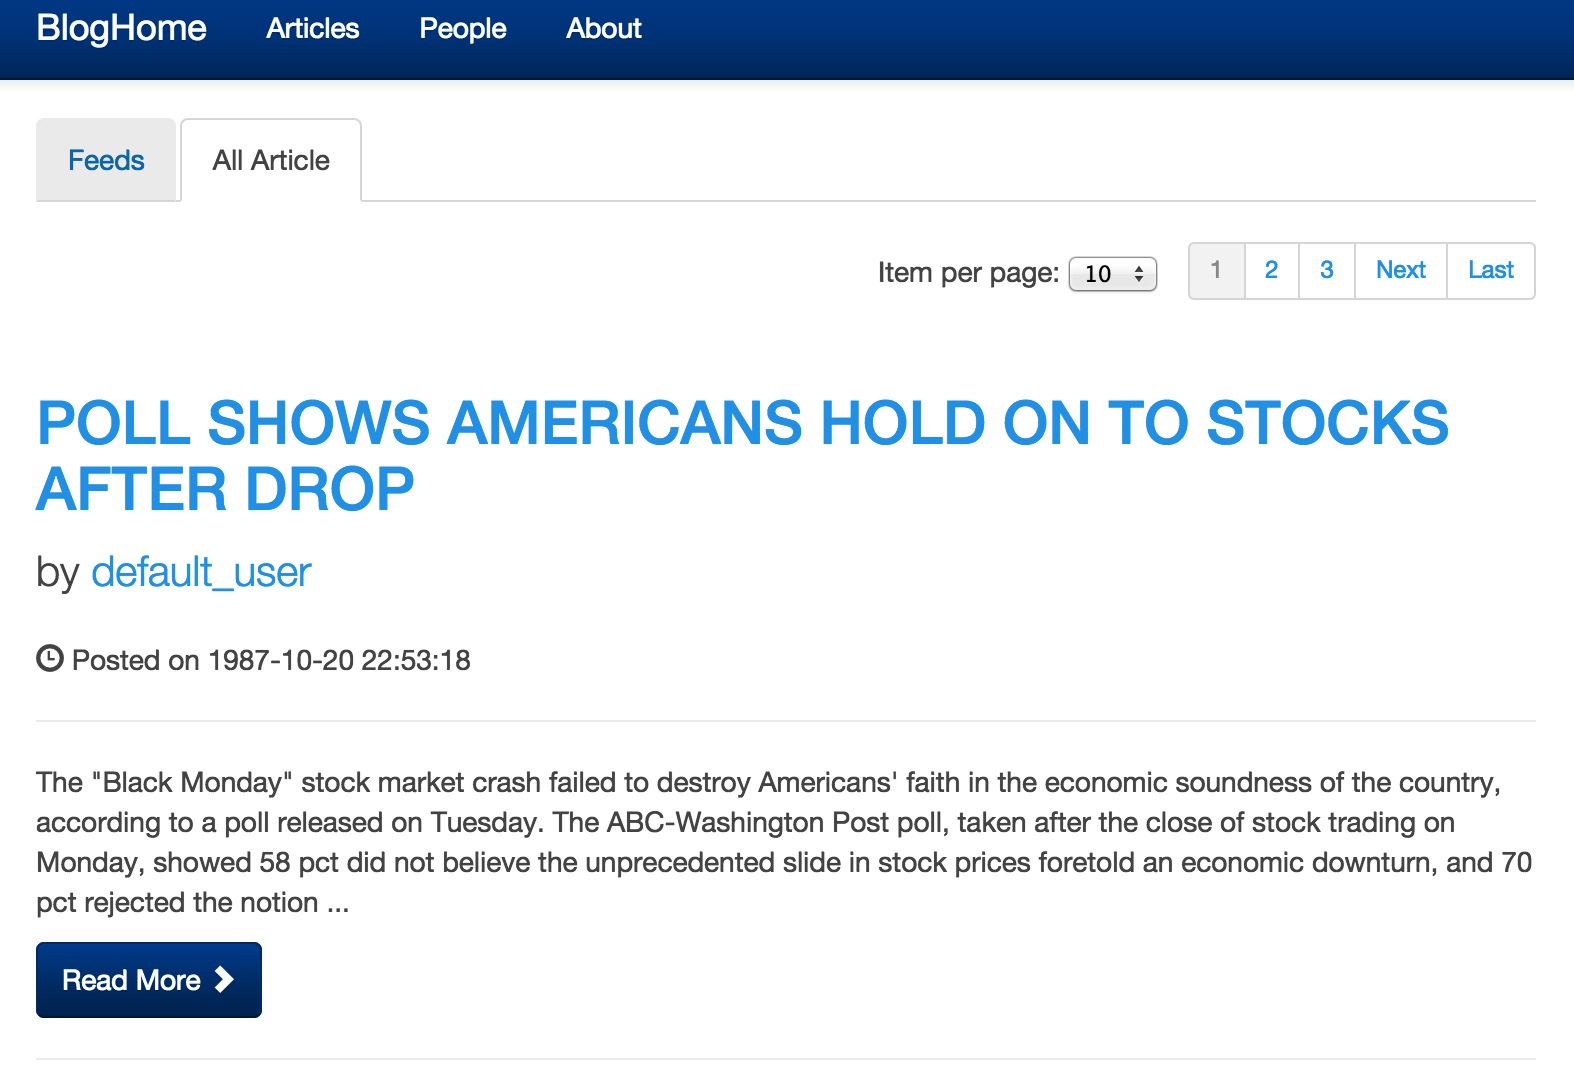 BlogHome Articles People About
Feeds All Article
Item per page: 10 1 2 3 Next Last
POLL SHOWS AMERICANS HOLD ON TO STOCKS
AFTER DROP
by default_user
Posted on 1987-10-20 22:53:18
The "Black Monday" stock market crash failed to destroy Americans' faith in the economic soundness of the country,
according to a poll released on Tuesday. The ABC-Washington Post poll, taken after the close of stock trading on
Monday, showed 58 pct did not believe the unprecedented slide in stock prices foretold an economic downturn, and 70
pct rejected the notion ...
Read More